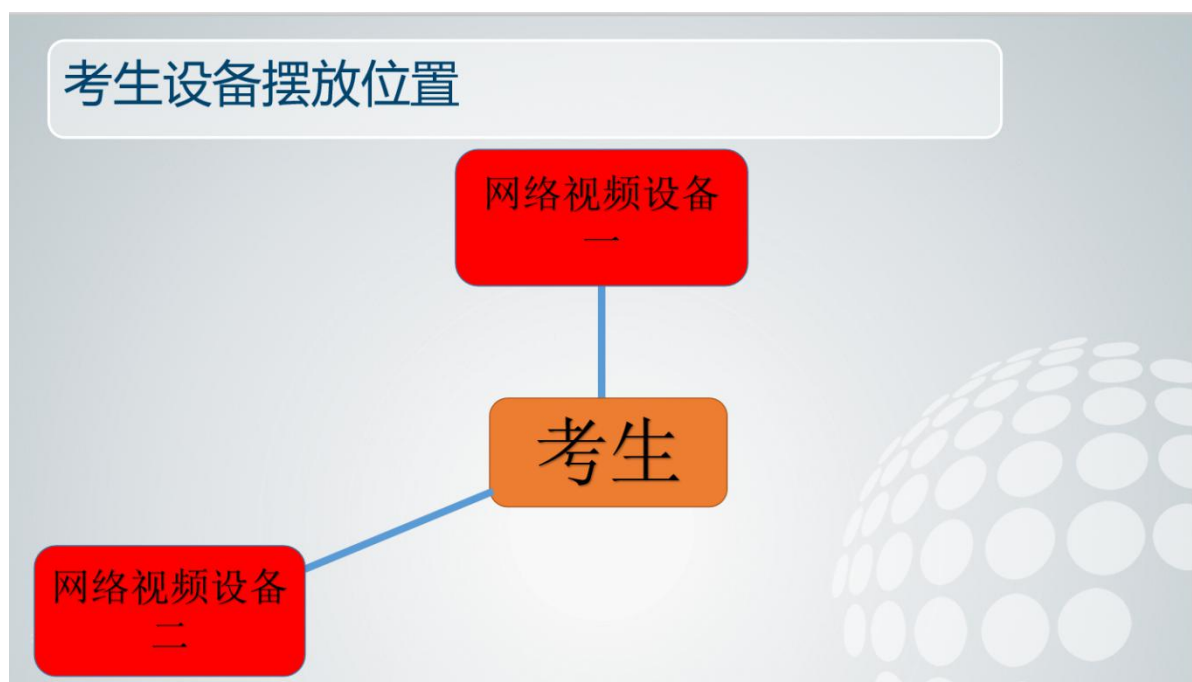 考生设备摆放位置
网络视频设备
一
考生
网络视频设备
二